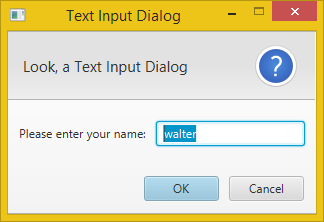 Text Input Dialog
Look, a Text Input Dialog
?
Please enter your name: walter
OK Cancel